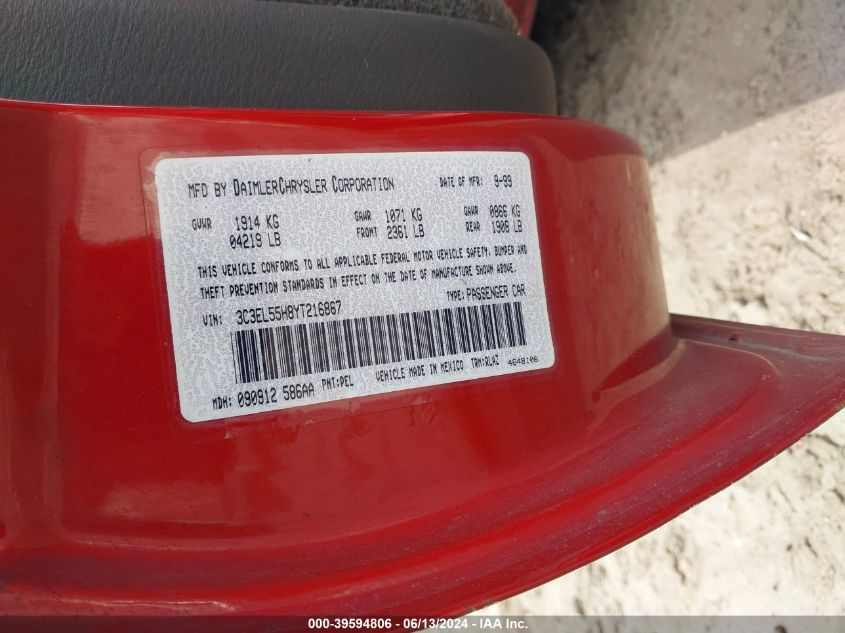 MFD BY DAIMLERCHRYSLER CORPORATION DATE OF MFR: 9-99
GVWR 1914 KG GAWR 1071 KG GAWR 0866 KG
04219 LB FRONT 2361 LB REAR 1908 LB
THIS VEHICLE CONFORMS TO ALL APPLICABLE FEDERAL MOTOR VEHICLE SAFETY, BUMPER AND
THEFT PREVENTION STANDARDS IN EFFECT ON THE DATE OF MANUFACTURE SHOWN ABOVE.
VIN: 3C3EL55H8YT216867 TYPE: PASSENGER CAR
MDH: 090912 586AA PNT:PEL VEHICLE MADE IN MEXICO TRM:RLAZ 4648106
000-39594806 - 06/13/2024 - IAA Inc.